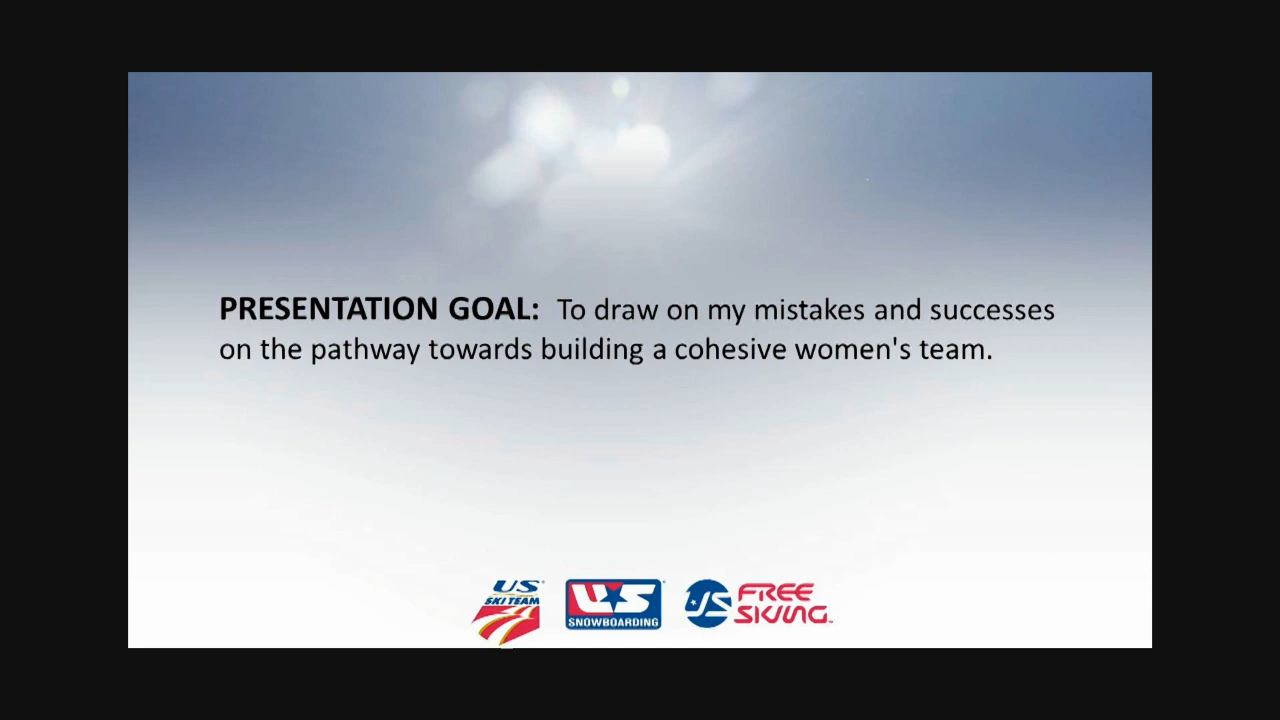 PRESENTATION GOAL: To draw on my mistakes and successes
on the pathway towards building a cohesive women's team.
US
SKI TEAM
US
SNOWBOARDING
US FREE
SKIING